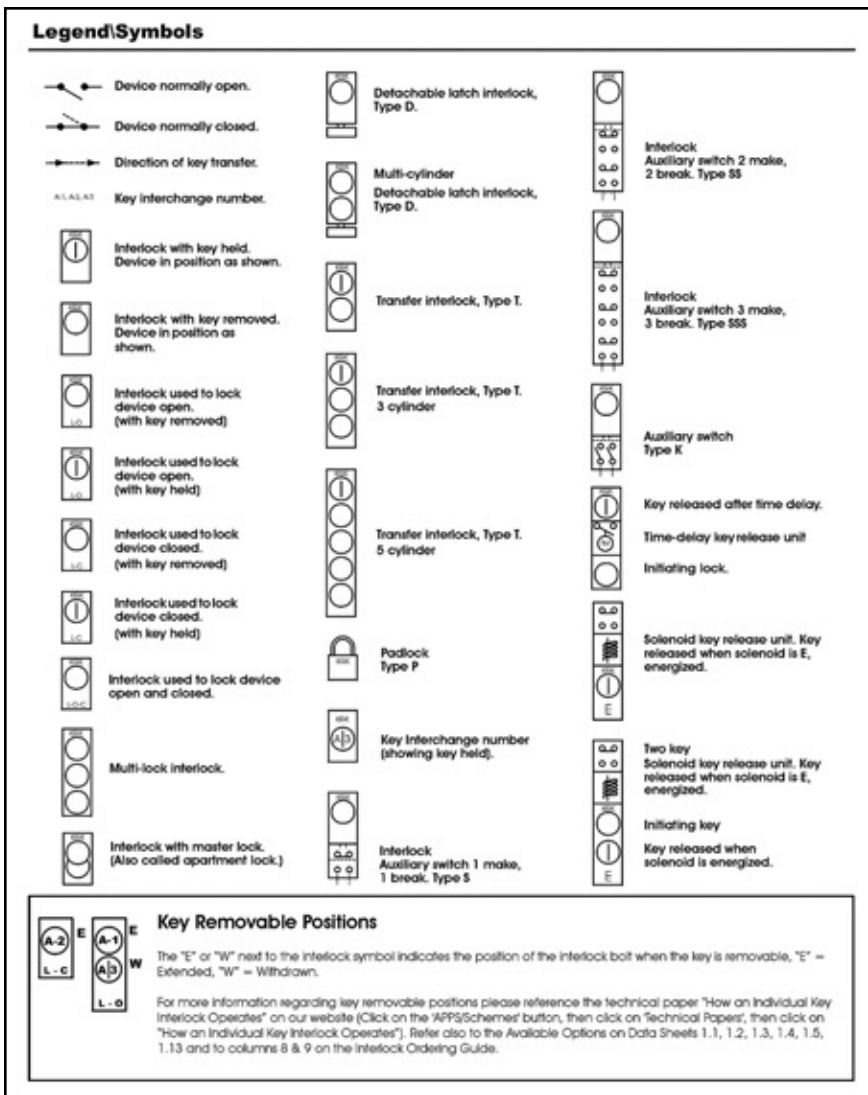 Legend\Symbols
Device normally open.
Device normally closed.
Direction of key transfer.
A1, A2, A3
Key interchange number.
Interlock with key held.
Device in position as shown.
Interlock with key removed.
Device in position as
shown.
Interlock used to lock
device open.
(with key removed)
LO
Interlock used to lock
device open.
(with key held)
LO
Interlock used to lock
device closed.
(with key removed)
LC
Interlock used to lock
device closed.
(with key held)
LC
Interlock used to lock device
open and closed.
LO-C
Multi-lock interlock.
Interlock with master lock.
(Also called apartment lock.)
Detachable latch interlock,
Type D.
Multi-cylinder
Detachable latch interlock,
Type D.
Transfer interlock, Type T.
Transfer interlock, Type T.
3 cylinder
Transfer interlock, Type T.
5 cylinder
Padlock
Type P
A|3
Key Interchange number
(showing key held).
Interlock
Auxiliary switch 1 make,
1 break. Type S
Interlock
Auxiliary switch 2 make,
2 break. Type SS
Interlock
Auxiliary switch 3 make,
3 break. Type SSS
Auxiliary switch
Type K
Key released after time delay.
Time-delay key release unit
Initiating lock.
Solenoid key release unit. Key
released when solenoid is E,
energized.
E
Two key
Solenoid key release unit. Key
released when solenoid is E,
energized.
Initiating key
Key released when
solenoid is energized.
E
A-2 E
L - C
A-1 E
A|3 W
L - O
Key Removable Positions
The "E" or "W" next to the interlock symbol indicates the position of the interlock bolt when the key is removable, "E" =
Extended, "W" = Withdrawn.
For more information regarding key removable positions please reference the technical paper "How an Individual Key
Interlock Operates" on our website (Click on the 'APPS/Schemes' button, then click on 'Technical Papers', then click on
"How an Individual Key Interlock Operates"). Refer also to the Available Options on Data Sheets 1.1, 1.2, 1.3, 1.4, 1.5,
1.13 and to columns 8 & 9 on the Interlock Ordering Guide.